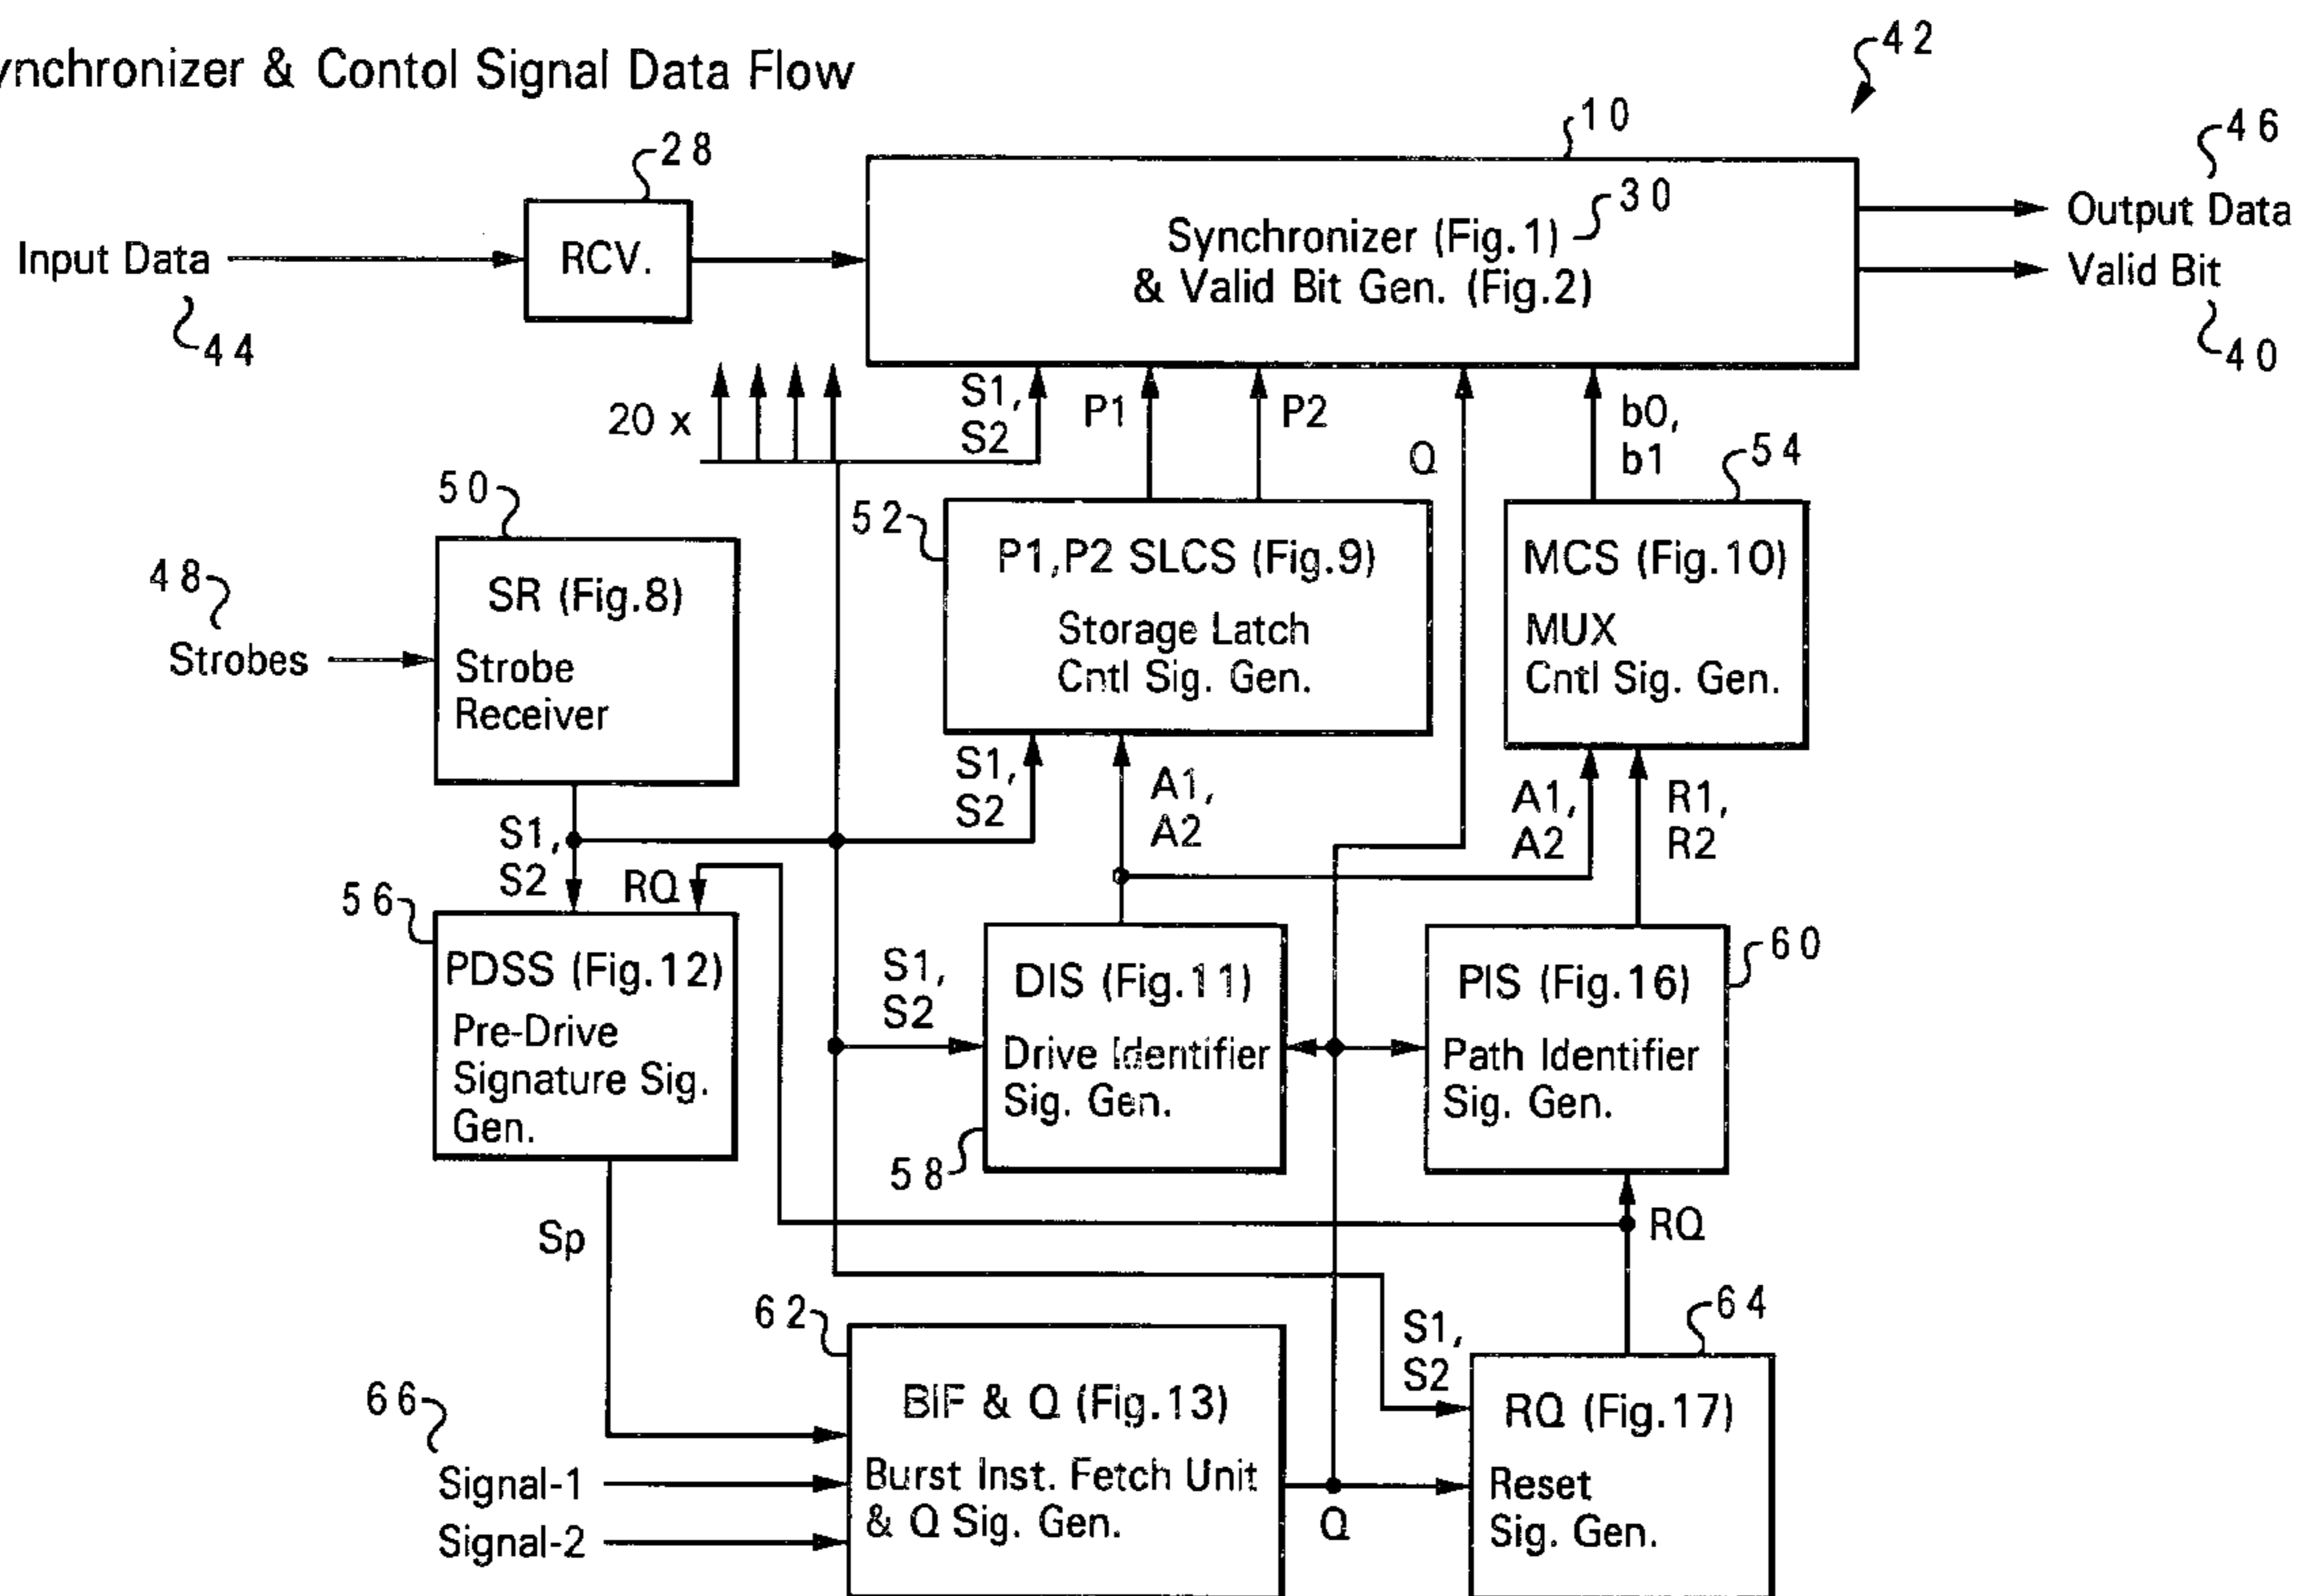 ynchronizer & Contol Signal Data Flow
42
10
46
28
30
Output Data
Input Data
RCV.
Synchronizer (Fig.1)
& Valid Bit Gen. (Fig.2)
Valid Bit
44
40
20 x
S1,
S2
P1
P2
Q
b0,
b1
54
50
52
48
SR (Fig.8)
Strobe
Receiver
Strobes
P1,P2 SLCS (Fig.9)
Storage Latch
Cntl Sig. Gen.
MCS (Fig.10)
MUX
Cntl Sig. Gen.
S1,
S2
A1,
A2
A1,
A2
R1,
R2
S1,
S2
RQ
56
60
PDSS (Fig.12)
Pre-Drive
Signature Sig.
Gen.
S1,
S2
DIS (Fig.11)
Drive Identifier
Sig. Gen.
PIS (Fig.16)
Path Identifier
Sig. Gen.
58
Sp
RQ
62
64
S1,
S2
66
BIF & Q (Fig.13)
Burst Inst. Fetch Unit
& Q Sig. Gen.
RQ (Fig.17)
Reset
Sig. Gen.
Signal-1
Signal-2
Q